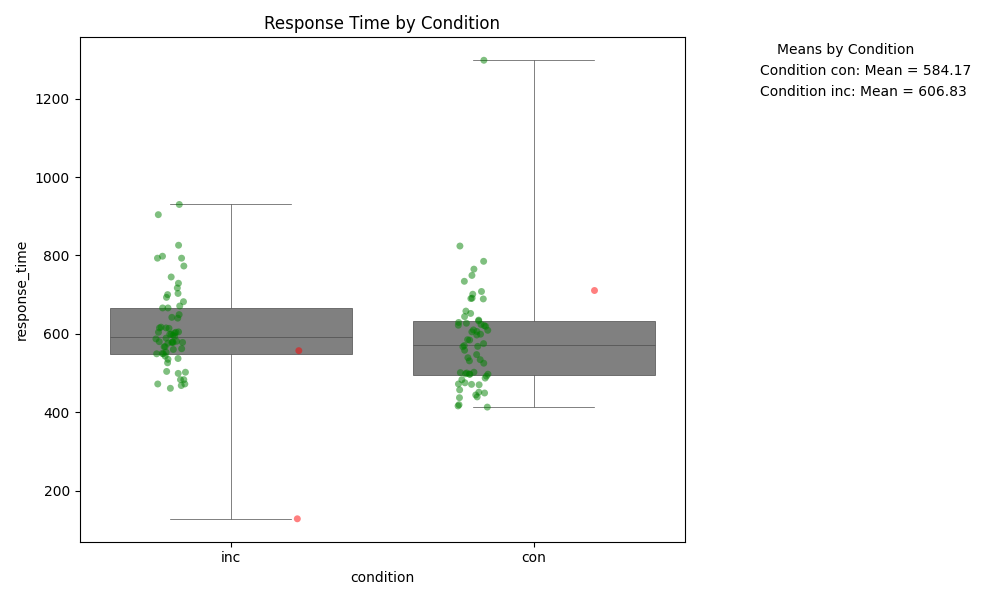 Response Time by Condition
Means by Condition
Condition con: Mean = 584.17
Condition inc: Mean = 606.83
response_time
1200
1000
800
600
400
200
inc con
condition